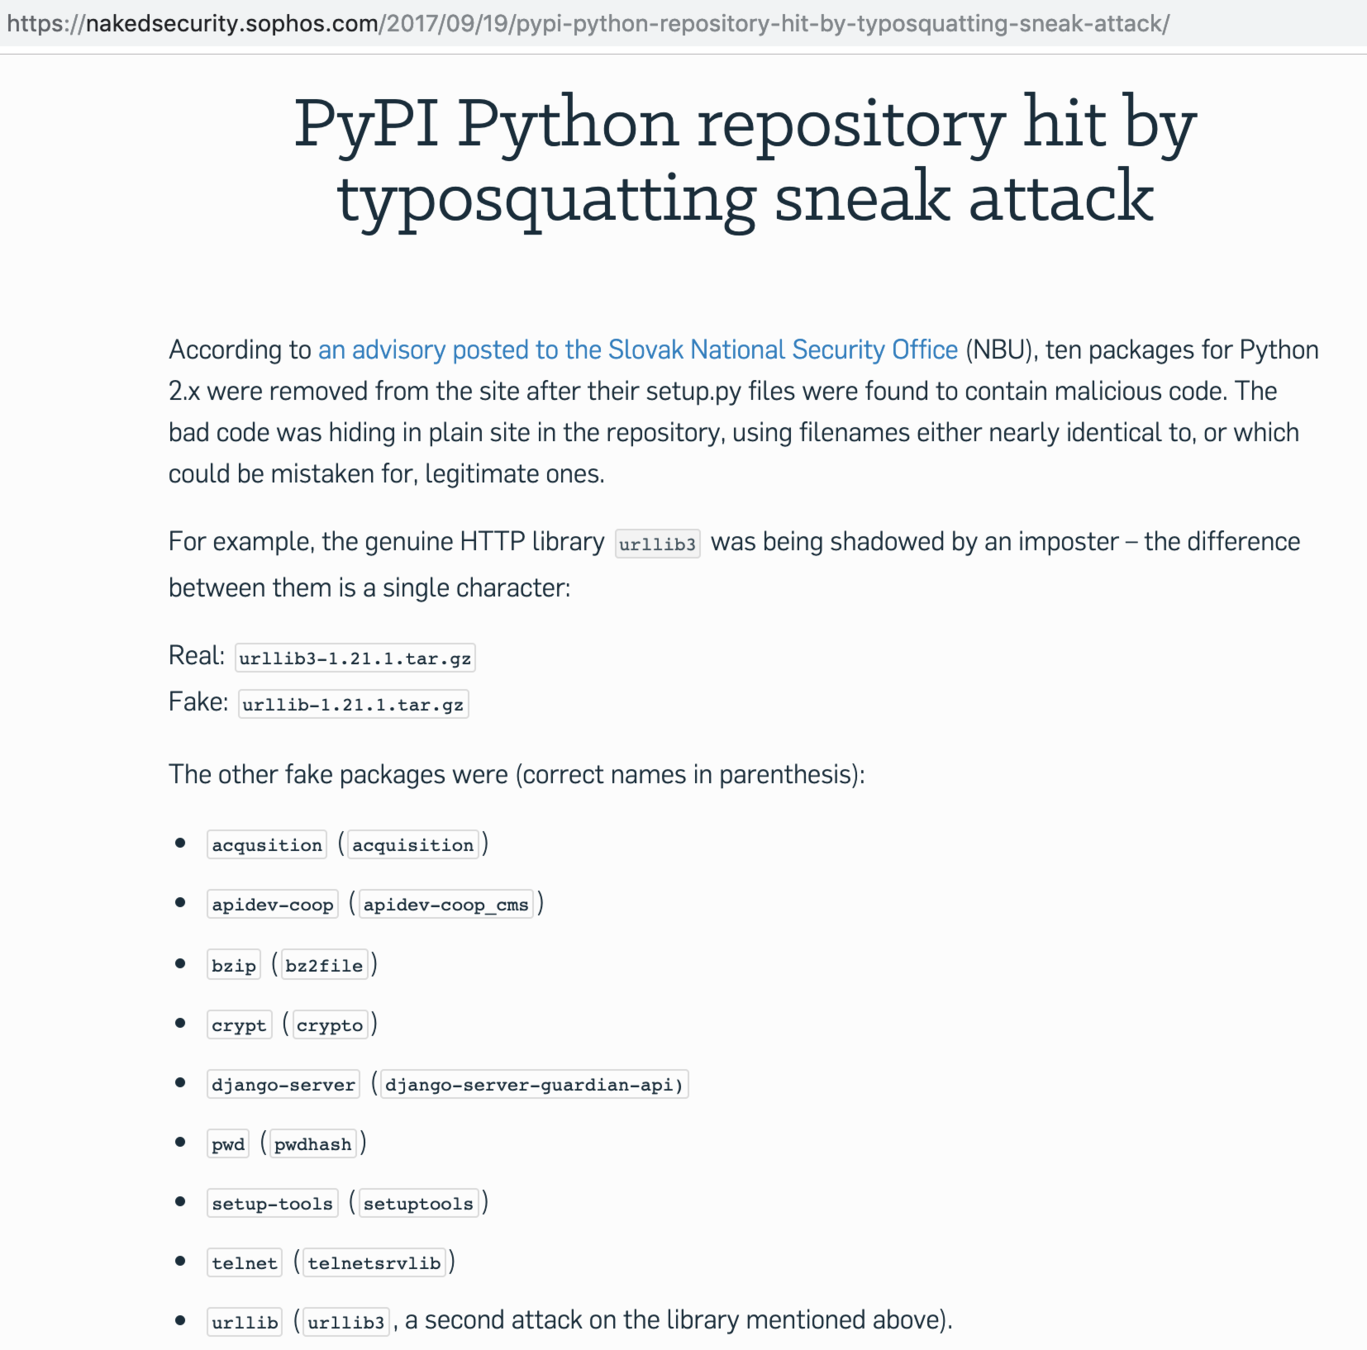 https://nakedsecurity.sophos.com/2017/09/19/pypi-python-repository-hit-by-typosquatting-sneak-attack/
PyPI Python repository hit by
typosquatting sneak attack
According to an advisory posted to the Slovak National Security Office (NBU), ten packages for Python
2.x were removed from the site after their setup.py files were found to contain malicious code. The
bad code was hiding in plain site in the repository, using filenames either nearly identical to, or which
could be mistaken for, legitimate ones.
For example, the genuine HTTP library urllib3 was being shadowed by an imposter – the difference
between them is a single character:
Real: urllib3-1.21.1.tar.gz
Fake: urllib-1.21.1.tar.gz
The other fake packages were (correct names in parenthesis):
• acqusition (acquisition)
• apidev-coop (apidev-coop_cms)
• bzip (bz2file)
• crypt (crypto)
• django-server (django-server-guardian-api)
• pwd (pwdhash)
• setup-tools (setuptools)
• telnet (telnetsrvlib)
• urllib (urllib3, a second attack on the library mentioned above).